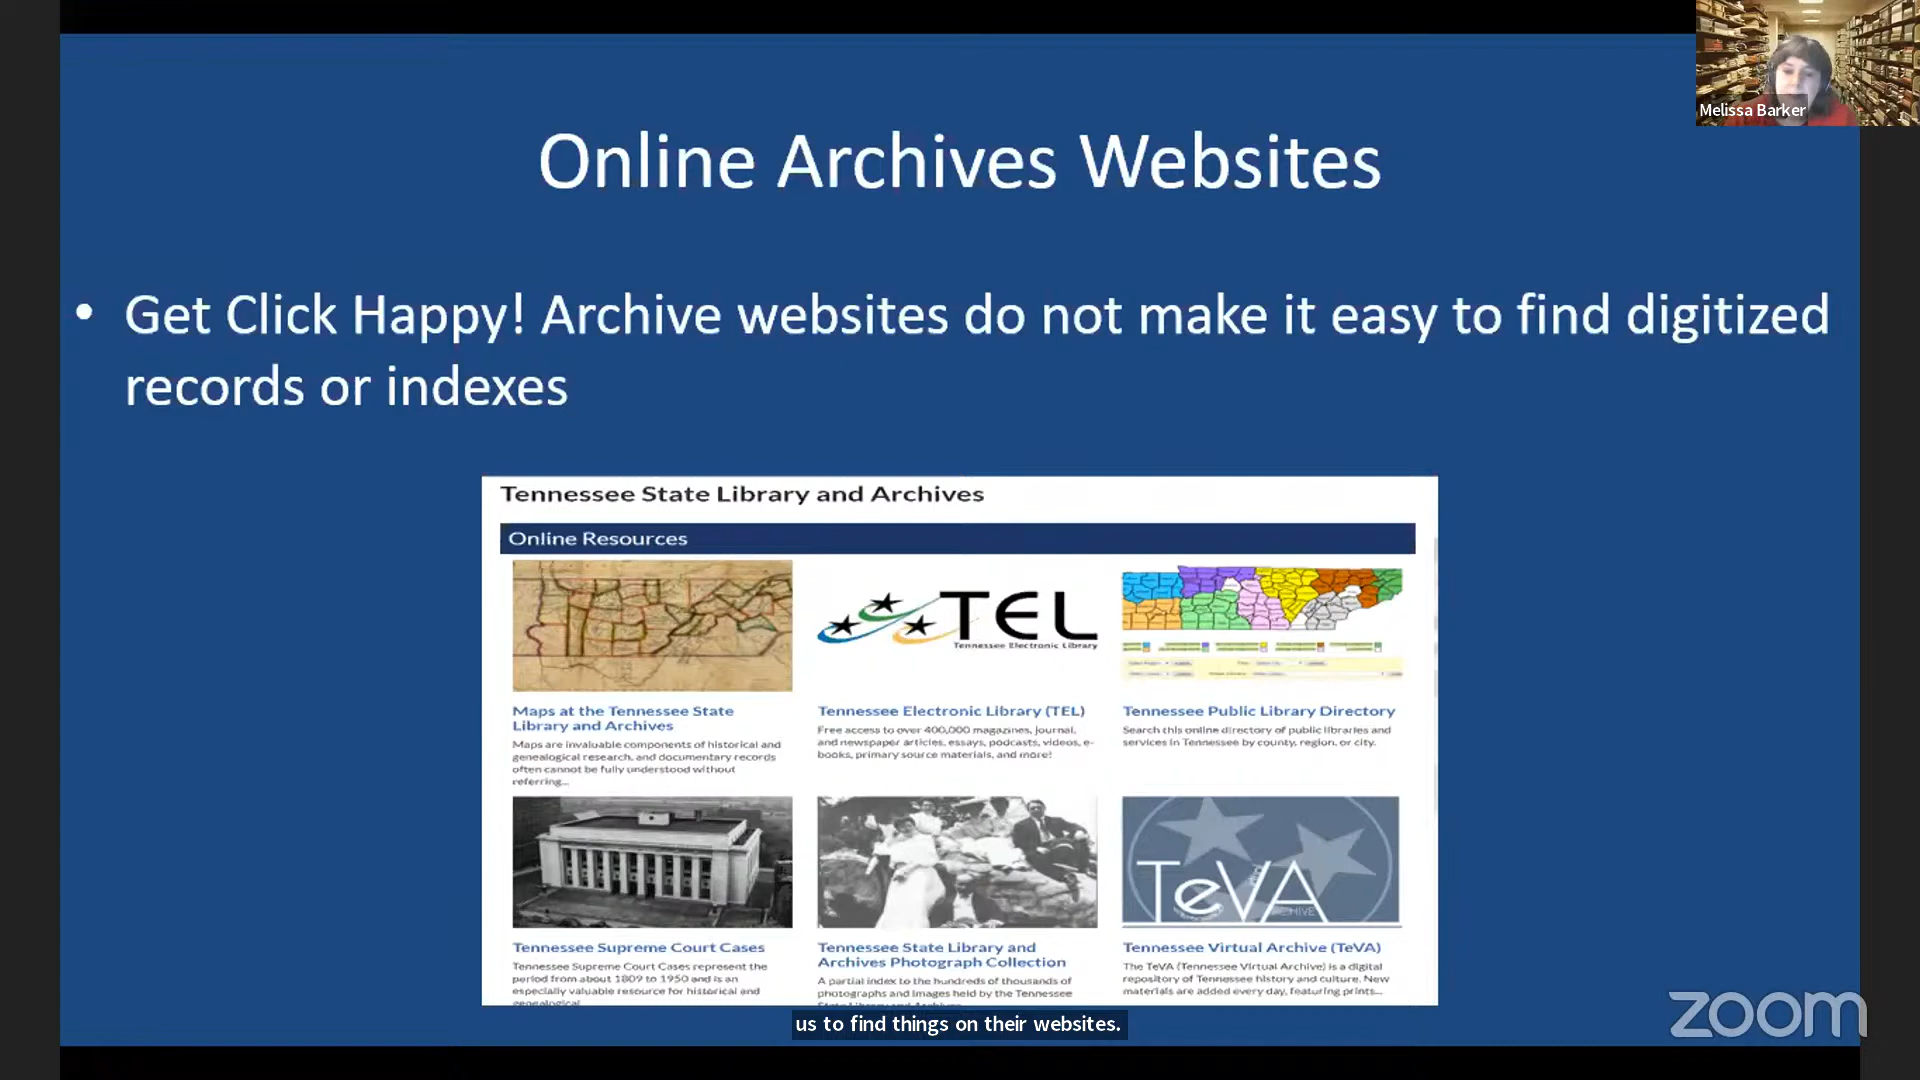 Melissa Barker
Online Archives Websites
• Get Click Happy! Archive websites do not make it easy to find digitized
records or indexes
Tennessee State Library and Archives
Online Resources
TEL
Tennessee Electronic Library
Maps at the Tennessee State
Library and Archives
Maps are invaluable components of historical and
genealogical research, and documentary records
often cannot be fully understood without
referring...
Tennessee Electronic Library (TEL)
Free access to over 400,000 magazines, journal,
and newspaper articles, essays, podcasts, videos, e-
books, primary source materials, and more!
Tennessee Public Library Directory
Search this online directory of public libraries and
services in Tennessee by county, region, or city.
TeVA
ARCHIVE
Tennessee Supreme Court Cases
Tennessee Supreme Court Cases represent the
period from about 1809 to 1950 and is an
especially valuable resource for historical and
genealogical
Tennessee State Library and
Archives Photograph Collection
A partial index to the hundreds of thousands of
photographs and images held by the Tennessee
State Library and Archives
Tennessee Virtual Archive (TeVA)
The TeVA (Tennessee Virtual Archive) is a digital
repository of Tennessee history and culture. New
materials are added every day, featuring prints...
us to find things on their websites.
zoom